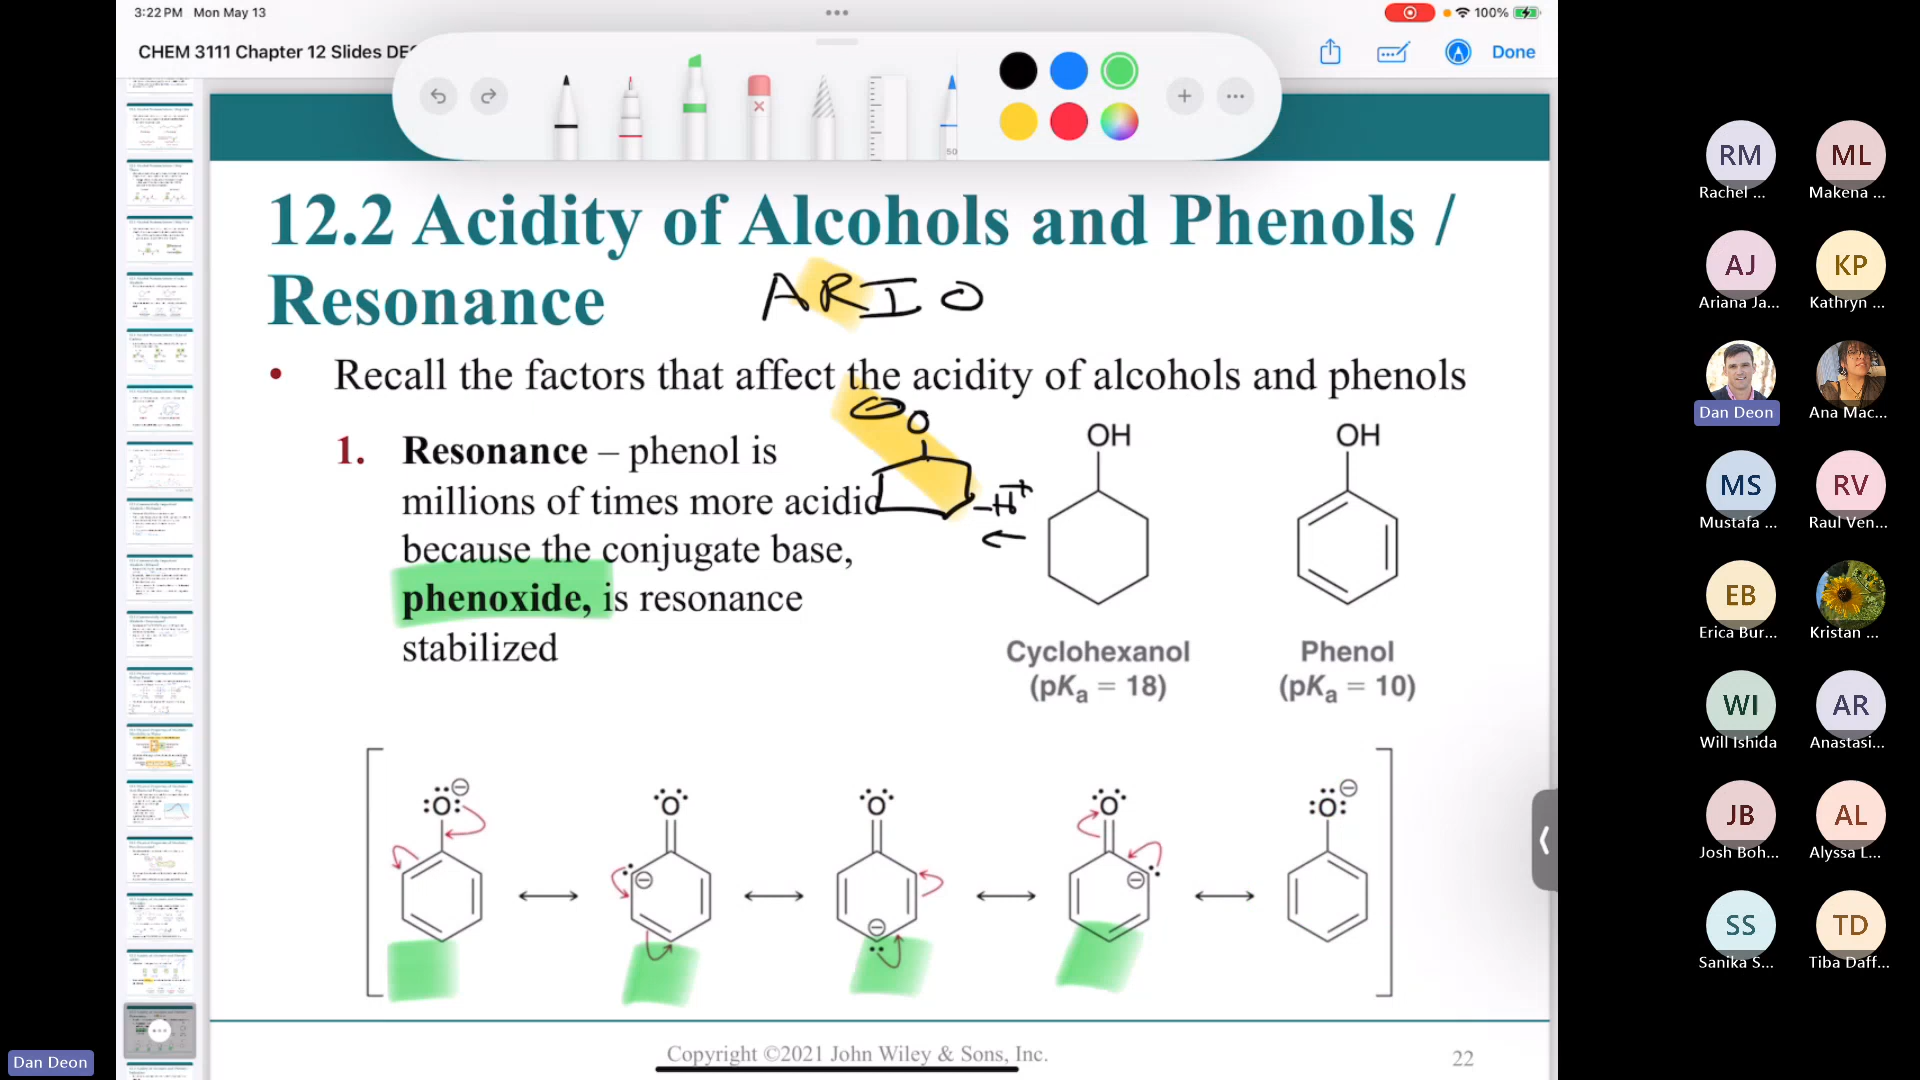 3:22 PM Mon May 13
100%
CHEM 3111 Chapter 12 Slides DEC
Done
50
12.2 Acidity of Alcohols and Phenols /
Resonance
ARIO
• Recall the factors that affect the acidity of alcohols and phenols
1. Resonance – phenol is
millions of times more acidic
because the conjugate base,
phenoxide, is resonance
stabilized
⊖ O
-H+
OH
OH
Cyclohexanol
(pKa = 18)
Phenol
(pKa = 10)
:O: ⊖
O
⊖
O
⊖
O
⊖
:O: ⊖
Copyright ©2021 John Wiley & Sons, Inc.
22
RM
Rachel ...
ML
Makena ...
AJ
Ariana Ja...
KP
Kathryn ...
Dan Deon
Ana Mac...
MS
Mustafa ...
RV
Raul Ven...
EB
Erica Bur...
Kristan ...
WI
Will Ishida
AR
Anastasi...
JB
Josh Boh...
AL
Alyssa L...
SS
Sanika S...
TD
Tiba Daff...
Dan Deon